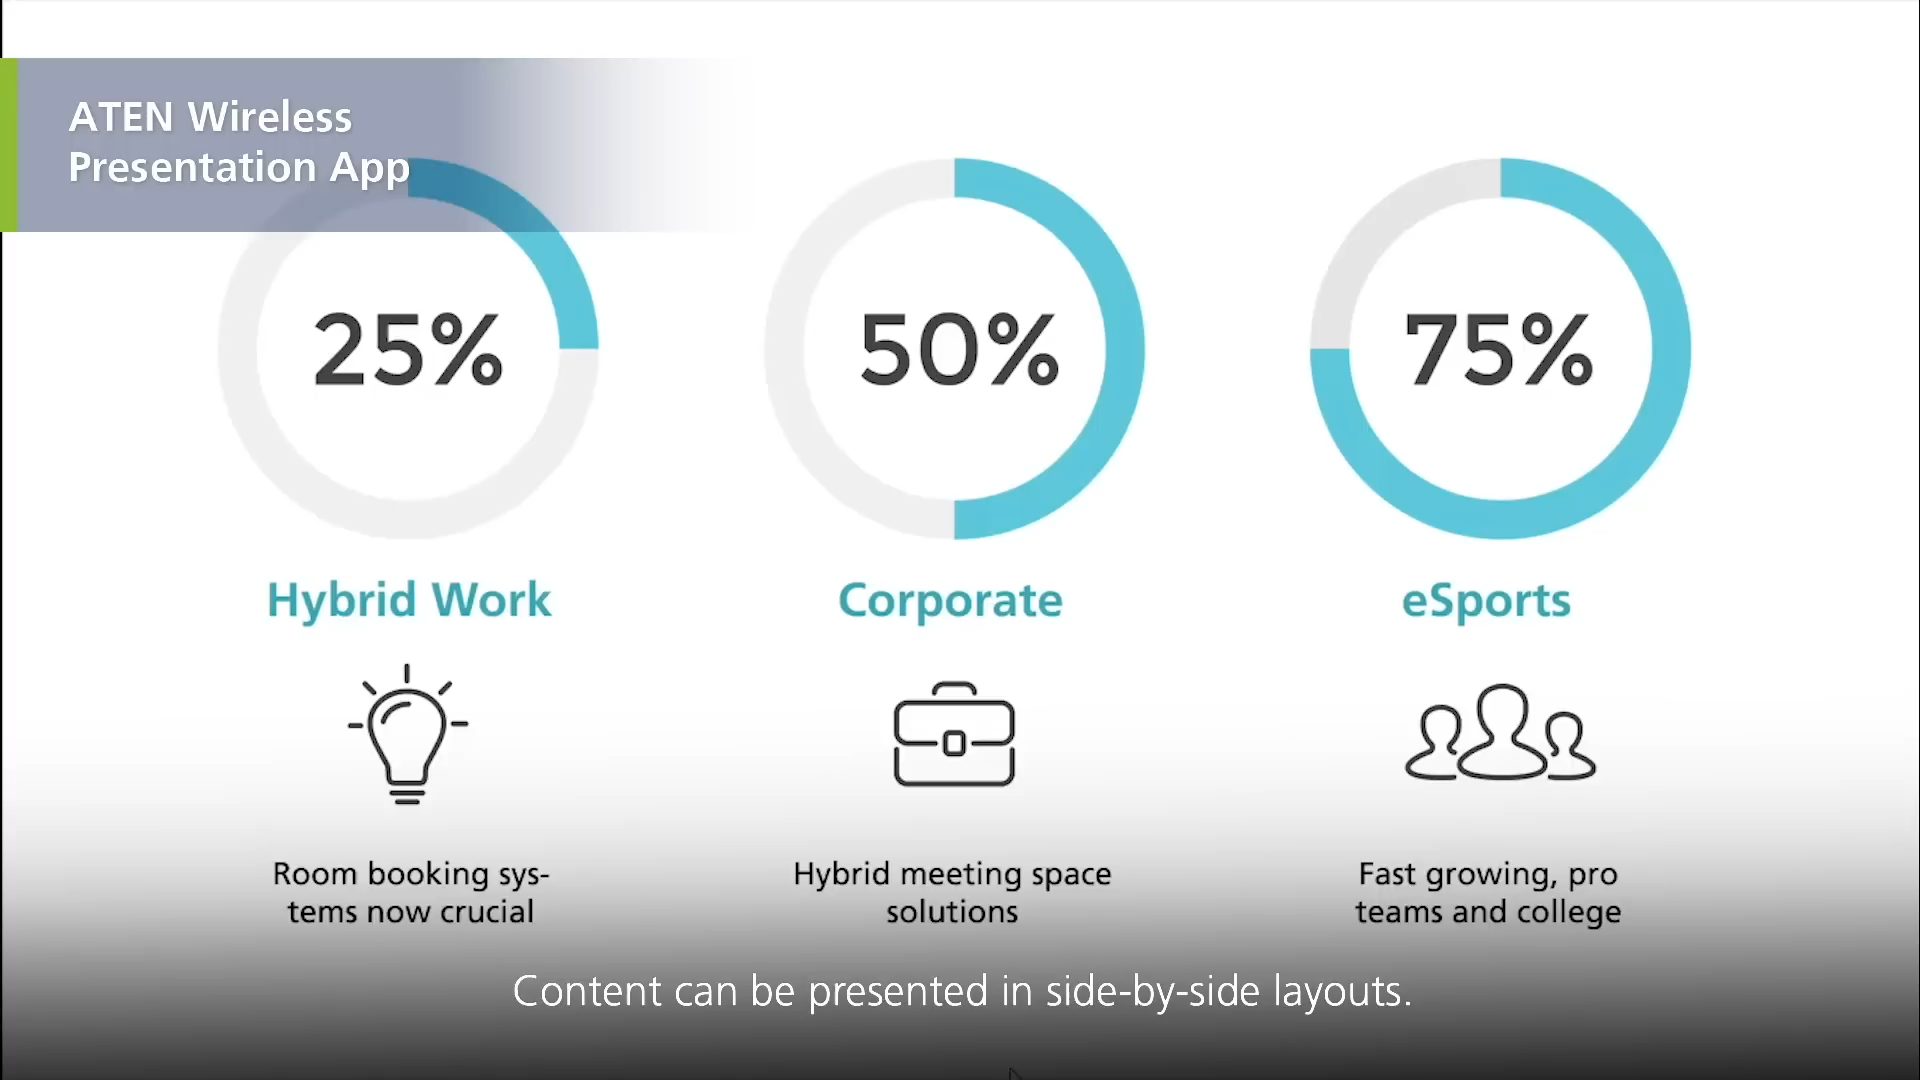 ATEN Wireless
Presentation App
25%
50%
75%
Hybrid Work
Corporate
eSports
Room booking sys-
tems now crucial
Hybrid meeting space
solutions
Fast growing, pro
teams and college
Content can be presented in side-by-side layouts.